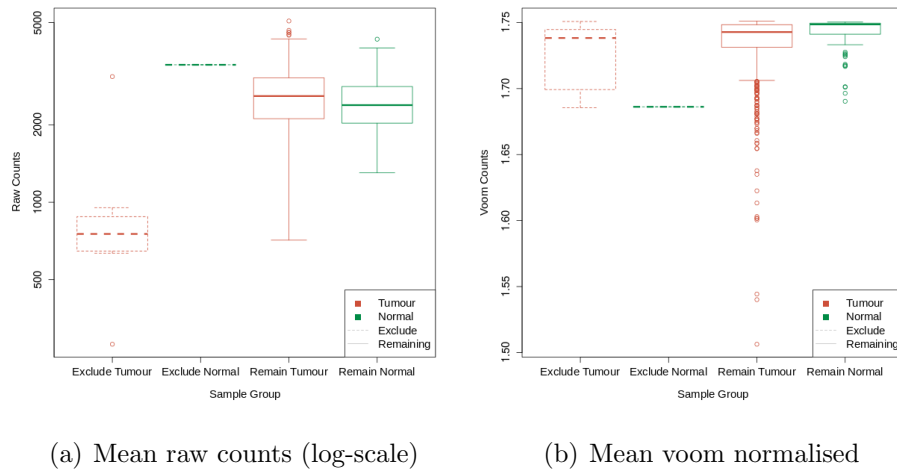 5000
2000
1000
500
Raw Counts
Tumour
Normal
Exclude
Remaining
Exclude Tumour Exclude Normal Remain Tumour Remain Normal
Sample Group
(a) Mean raw counts (log-scale)
1.75
1.70
1.65
1.60
1.55
1.50
Voom Counts
Tumour
Normal
Exclude
Remaining
Exclude Tumour Exclude Normal Remain Tumour Remain Normal
Sample Group
(b) Mean voom normalised